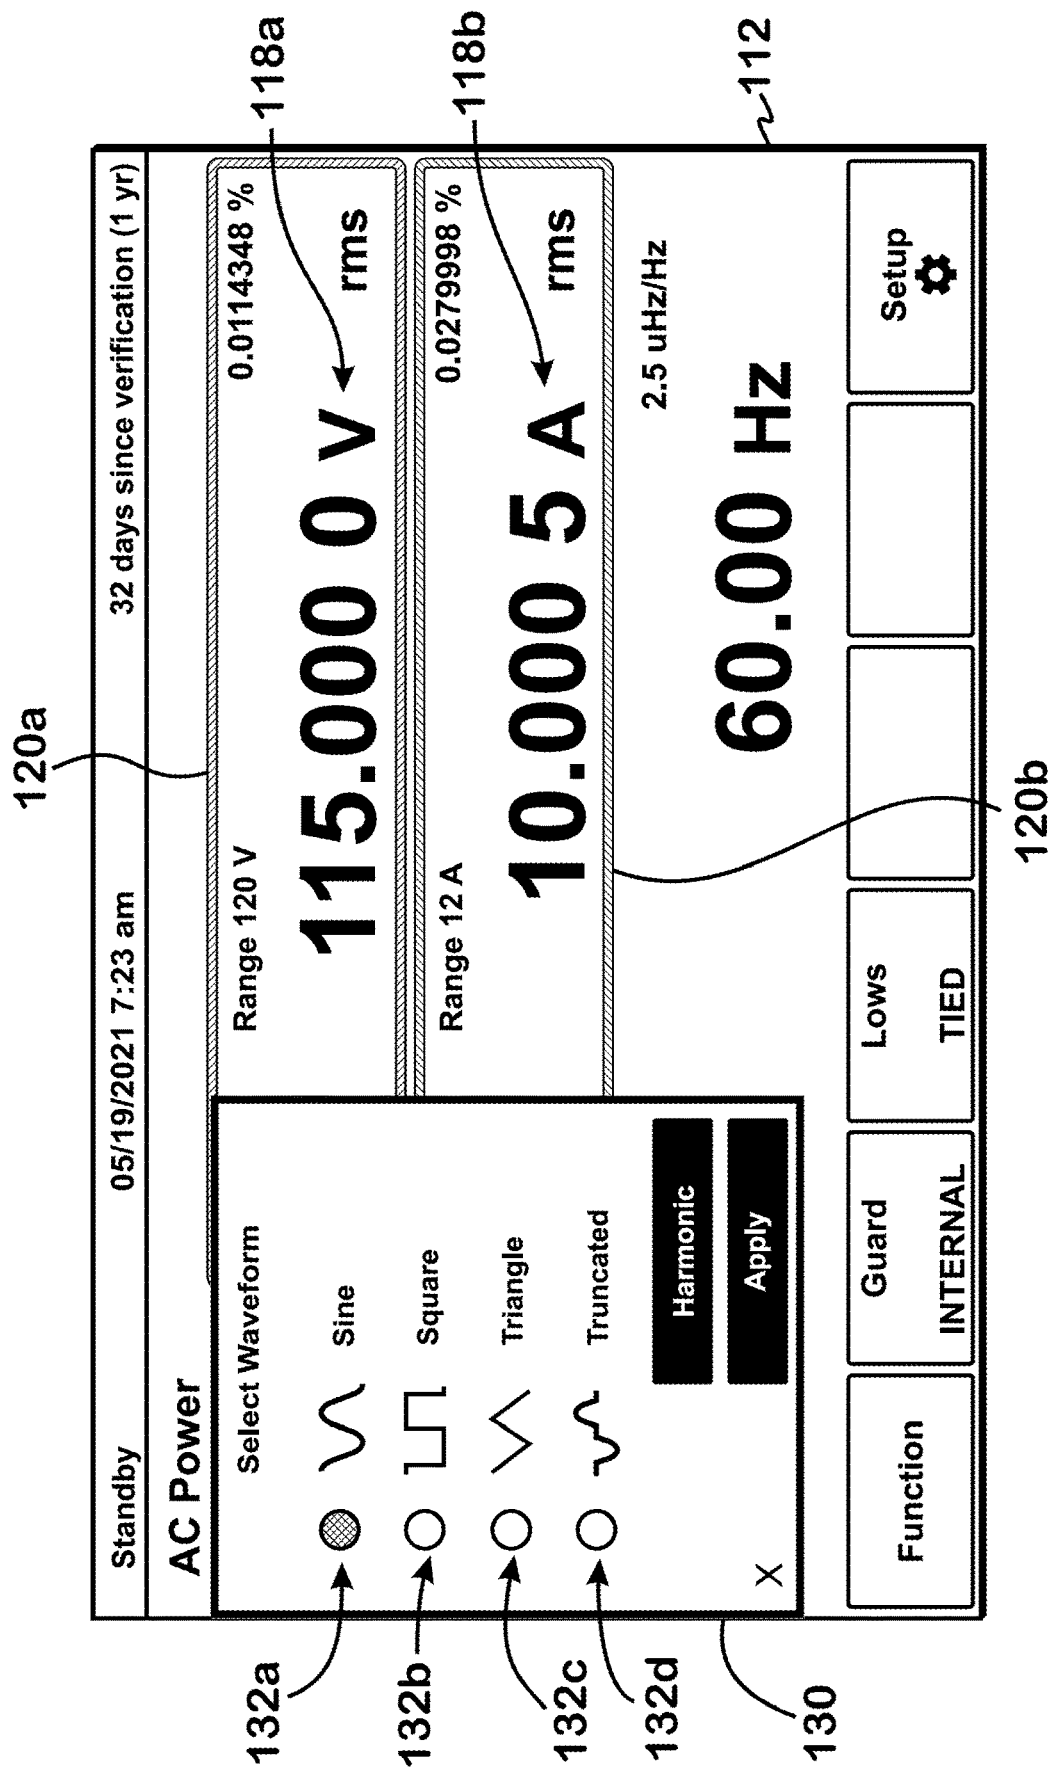 120a
118a
118b
112
Standby
05/19/2021 7:23 am
32 days since verification (1 yr)
AC Power
Range 120 V
0.0114348 %
115.000 0 V
rms
Range 12 A
0.0279998 %
10.000 5 A
rms
2.5 uHz/Hz
60.00 Hz
Select Waveform
Sine
Square
Triangle
Truncated
Harmonic
Apply
X
Function
Guard
INTERNAL
Lows
TIED
Setup
132a
132b
132c
132d
130
120b